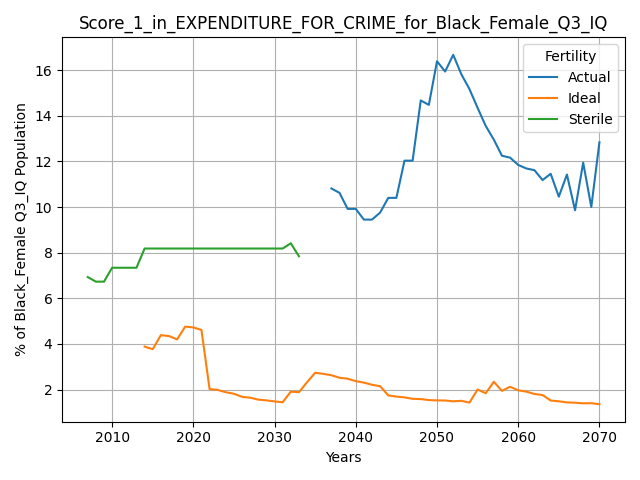 Score_1_in_EXPENDITURE_FOR_CRIME_for_Black_Female_Q3_IQ
Fertility
Actual
Ideal
Sterile
% of Black_Female Q3_IQ Population
16
14
12
10
8
6
4
2
2010
2020
2030
2040
2050
2060
2070
Years